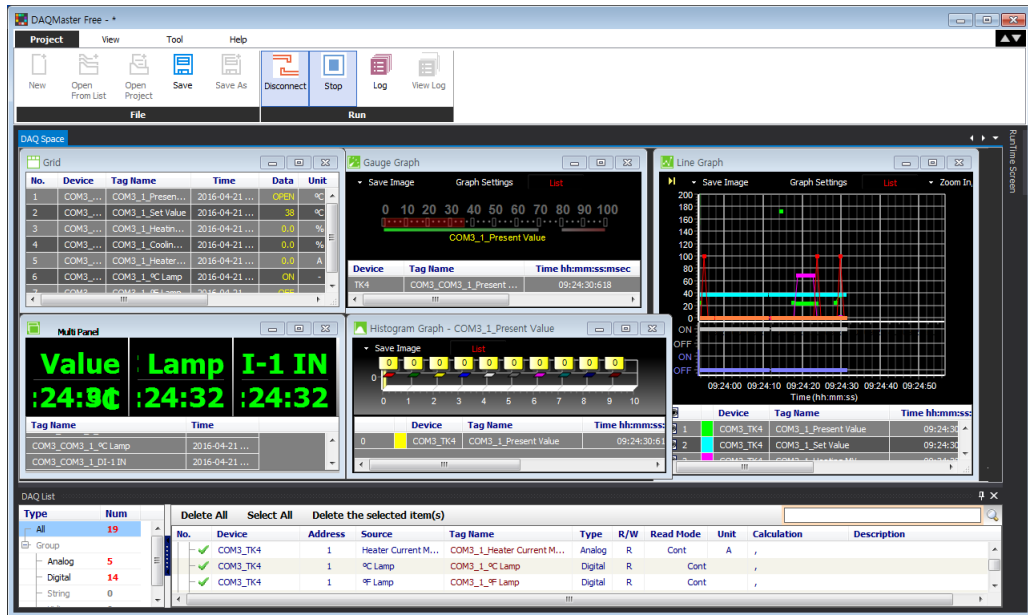 DAQMaster Free - *
Project View Tool Help
New Open From List Open Project Save Save As Disconnect Stop Log View Log
File Run
DAQ Space
RunTime Screen
Grid
No. Device Tag Name Time Data Unit
1 COM3_... COM3_1_Presen... 2016-04-21 ... OPEN ºC
2 COM3_... COM3_1_Set Value 2016-04-21 ... 38 ºC
3 COM3_... COM3_1_Heatin... 2016-04-21 ... 0.0 %
4 COM3_... COM3_1_Coolin... 2016-04-21 ... 0.0 %
5 COM3_... COM3_1_Heater... 2016-04-21 ... 0.0 A
6 COM3_... COM3_1_ºC Lamp 2016-04-21 ... ON -
Gauge Graph
Save Image Graph Settings List
0 10 20 30 40 50 60 70 80 90 100
COM3_1_Present Value
Device Tag Name Time hh:mm:ss:msec
TK4 COM3_COM3_1_Present ... 09:24:30:618
Line Graph
Save Image Graph Settings List Zoom In,
200
180
160
140
120
100
80
60
40
20
0
ON
OFF
ON
OFF
09:24:00 09:24:10 09:24:20 09:24:30 09:24:40 09:24:50
Time (hh:mm:ss)
Device Tag Name Time hh:mm:ss:
1 COM3_TK4 COM3_1_Present Value 09:24:30
2 COM3_TK4 COM3_1_Set Value 09:24:30
Multi Panel
Value Lamp I-1 IN
:24: :24:32 :24:32
Tag Name Time
COM3_COM3_1_ºC Lamp 2016-04-21 ...
COM3_COM3_1_DI-1 IN 2016-04-21 ...
Histogram Graph - COM3_1_Present Value
Save Image List
0 0 0 0 0 0 0 0 0 0
0
0 1 2 3 4 5 6 7 8 9 10
Device Tag Name Time hh:mm:ss
0 COM3_TK4 COM3_1_Present Value 09:24:30:61
DAQ List
Type Num
All 19
Group
Analog 5
Digital 14
String 0
Delete All Select All Delete the selected item(s)
No. Device Address Source Tag Name Type R/W Read Mode Unit Calculation Description
COM3_TK4 1 Heater Current M... COM3_1_Heater Current M... Analog R Cont A ,
COM3_TK4 1 ºC Lamp COM3_1_ºC Lamp Digital R Cont ,
COM3_TK4 1 ºF Lamp COM3_1_ºF Lamp Digital R Cont ,